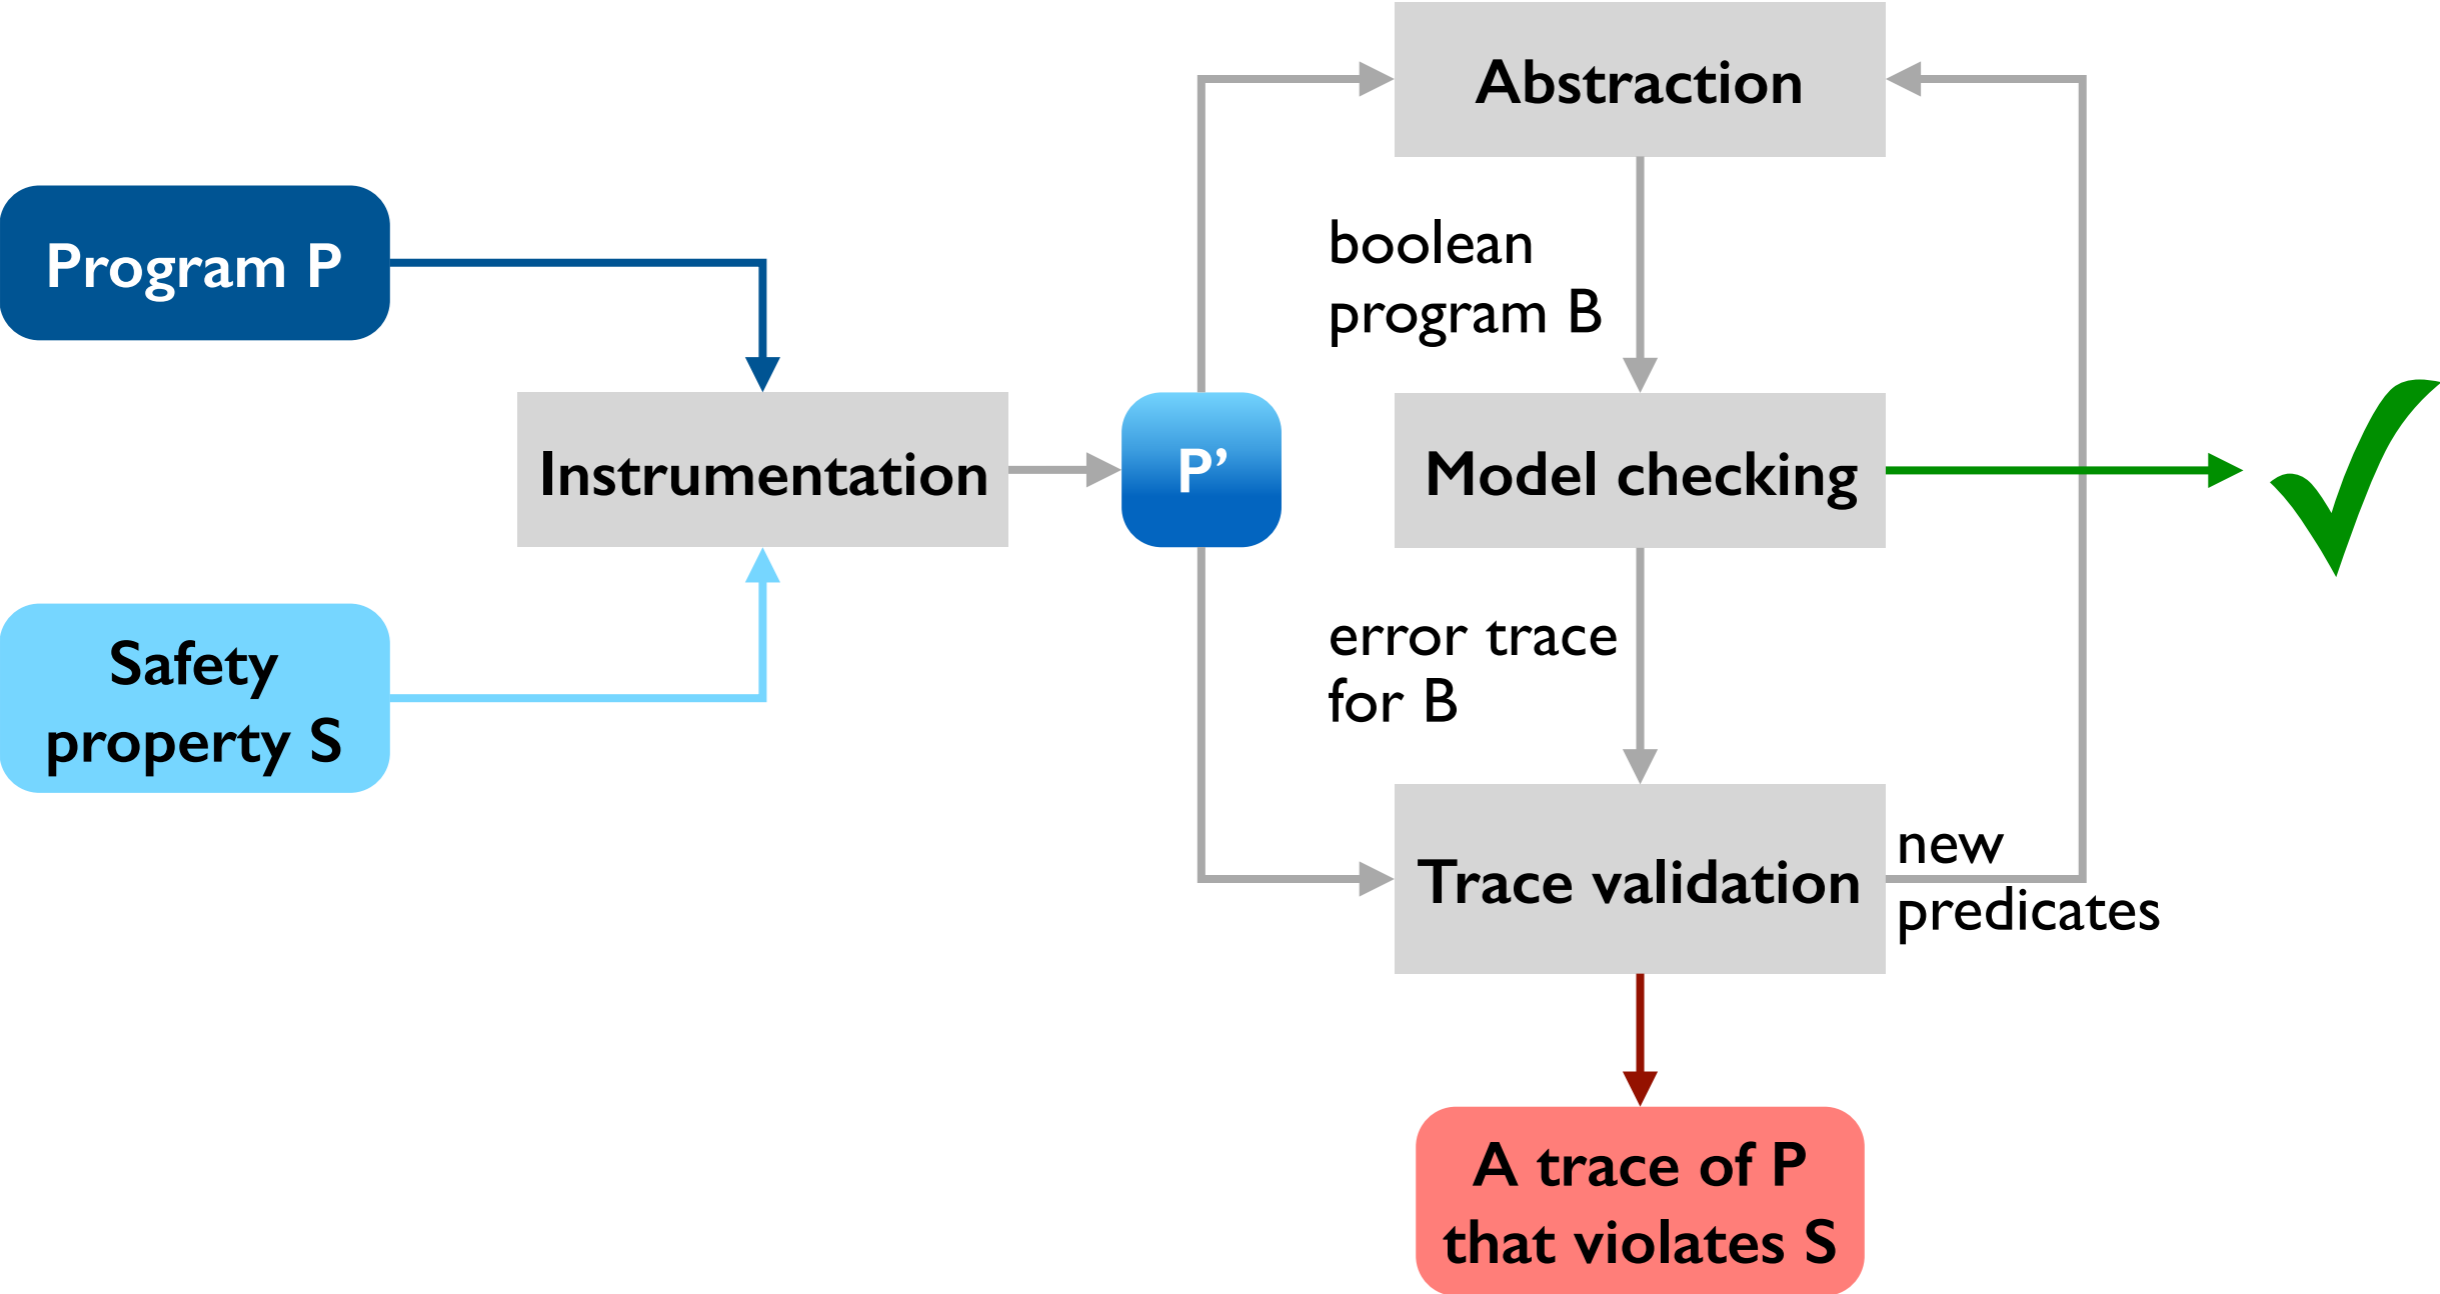 Abstraction
Program P
boolean
program B
Instrumentation
P’
Model checking
Safety
property S
error trace
for B
Trace validation
new
predicates
A trace of P
that violates S